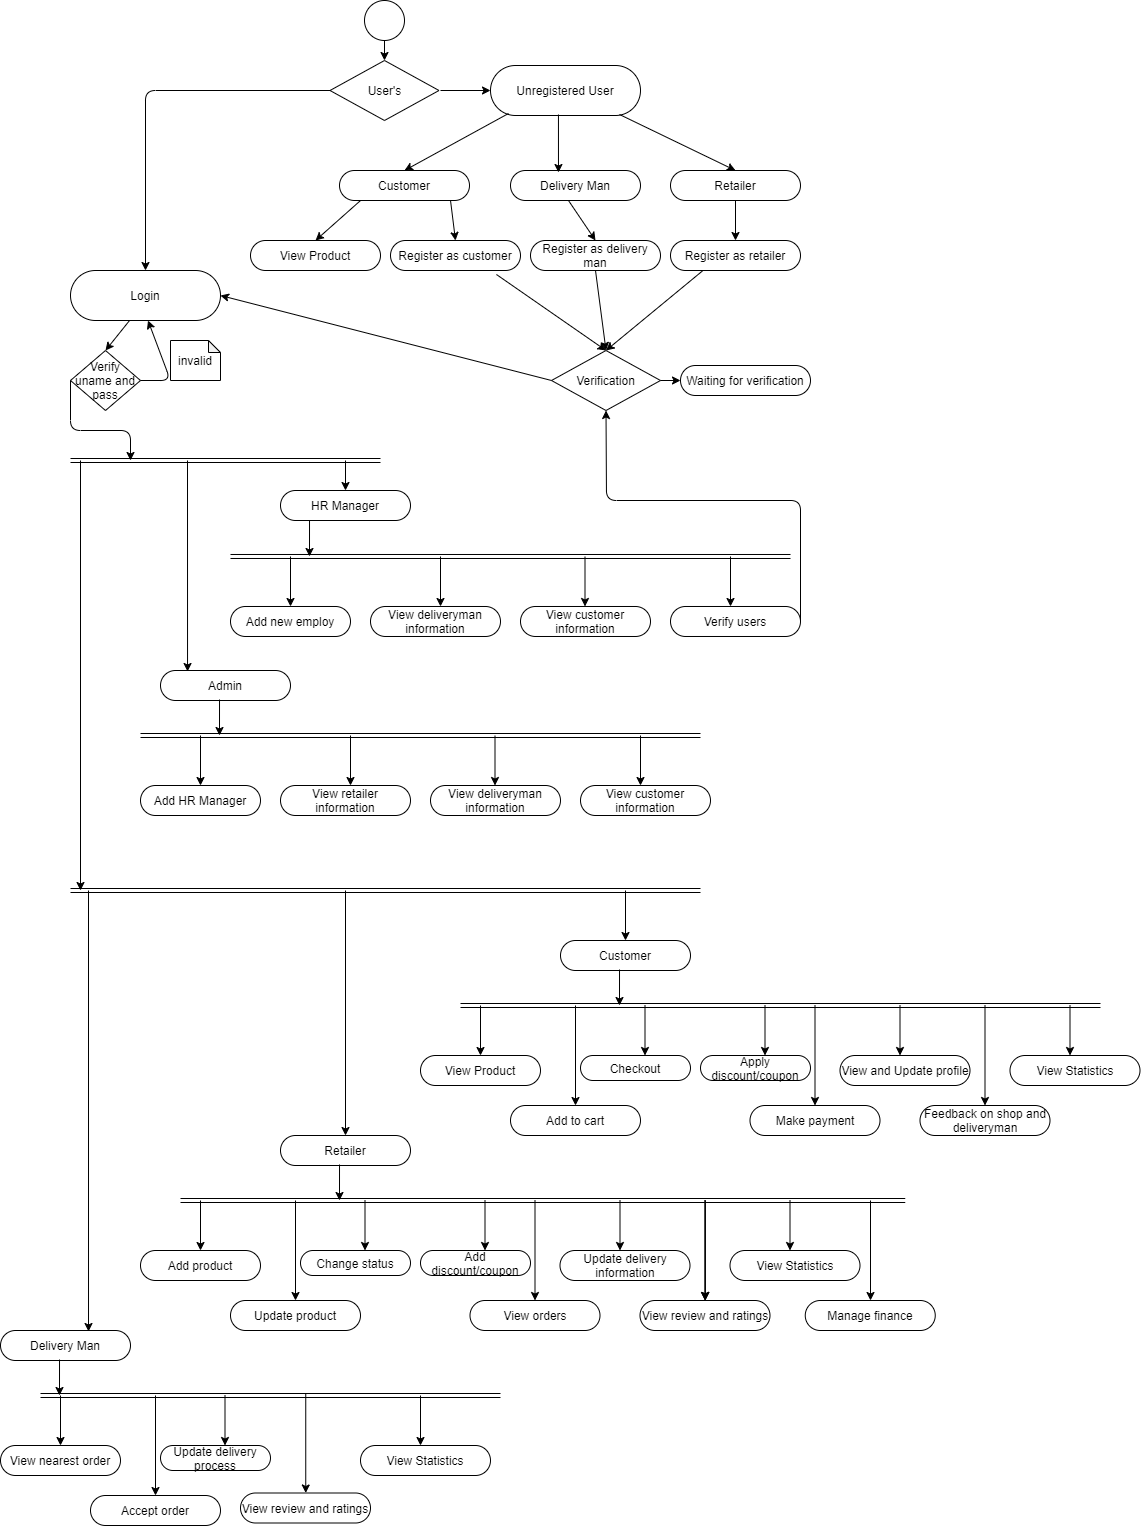 User's
Unregistered User
Customer
Delivery Man
Retailer
View Product
Register as customer
Register as delivery
man
Register as retailer
Login
Verify
uname and
pass
invalid
Verification
Waiting for verification
HR Manager
Add new employ
View deliveryman
information
View customer
information
Verify users
Admin
Add HR Manager
View retailer
information
View deliveryman
information
View customer
information
Customer
View Product
Checkout
Apply
discount/coupon
View and Update profile
View Statistics
Add to cart
Make payment
Feedback on shop and
deliveryman
Retailer
Add product
Change status
Add
discount/coupon
Update delivery
information
View Statistics
Update product
View orders
View review and ratings
Manage finance
Delivery Man
View nearest order
Update delivery
process
View Statistics
Accept order
View review and ratings